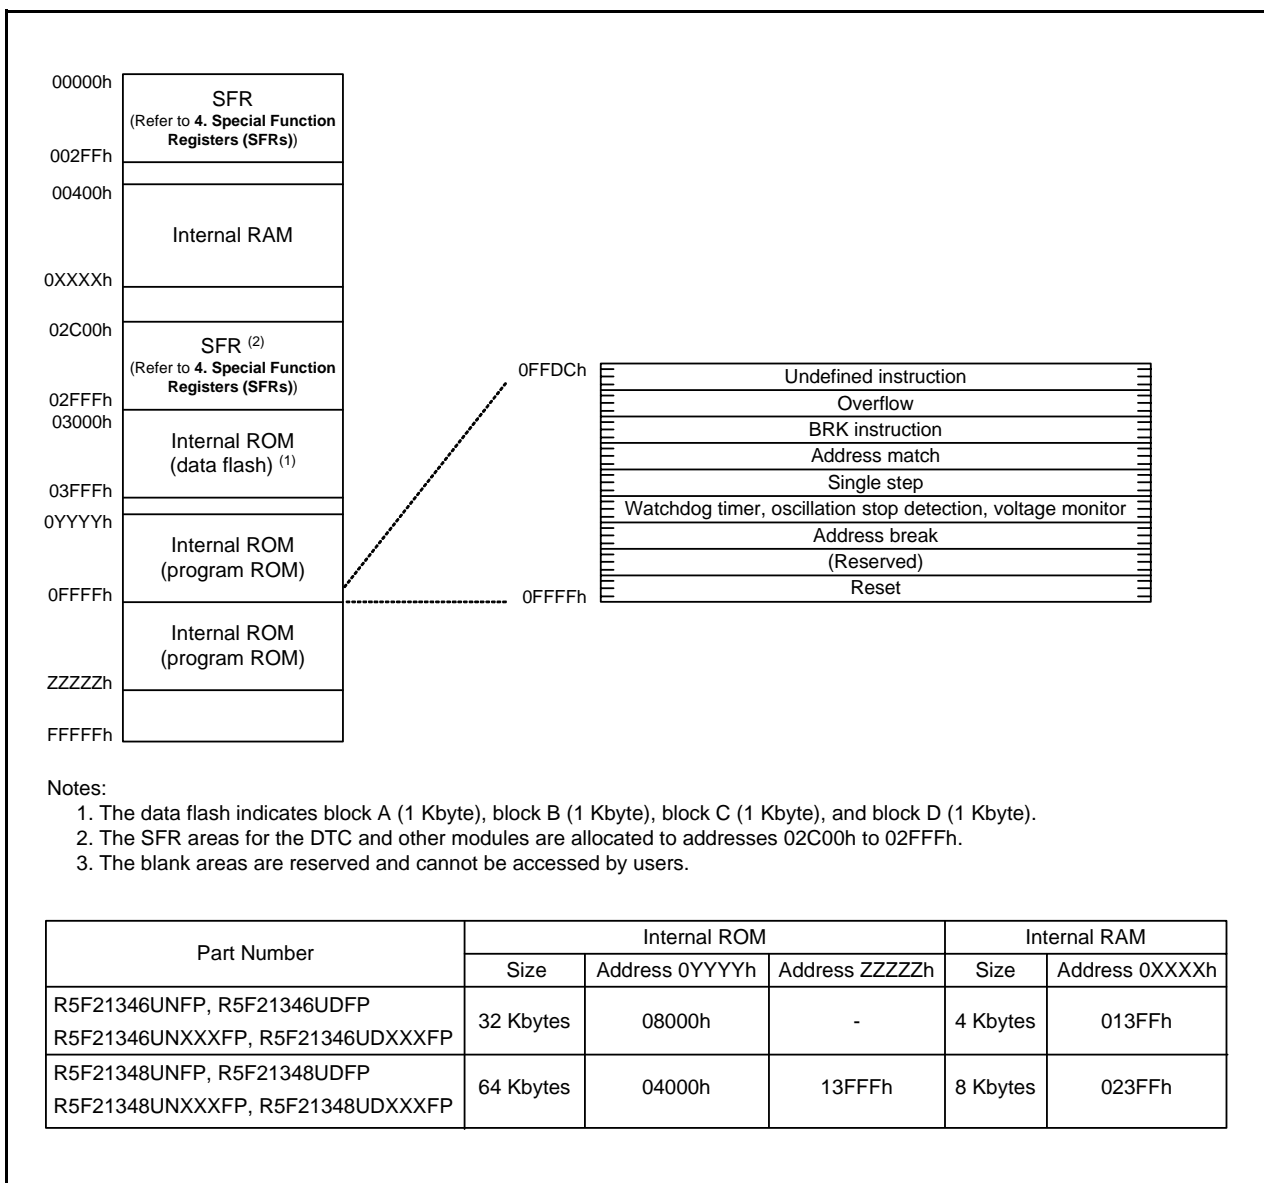 00000h
SFR
(Refer to 4. Special Function
Registers (SFRs))
002FFh
00400h
Internal RAM
0XXXXh
02C00h
SFR (2)
(Refer to 4. Special Function
Registers (SFRs))
02FFFh
03000h
Internal ROM
(data flash) (1)
03FFFh
0YYYYh
Internal ROM
(program ROM)
0FFFFh
Internal ROM
(program ROM)
ZZZZZh
FFFFFh
0FFDCh
Undefined instruction
Overflow
BRK instruction
Address match
Single step
Watchdog timer, oscillation stop detection, voltage monitor
Address break
(Reserved)
0FFFFh
Reset
Notes:
1. The data flash indicates block A (1 Kbyte), block B (1 Kbyte), block C (1 Kbyte), and block D (1 Kbyte).
2. The SFR areas for the DTC and other modules are allocated to addresses 02C00h to 02FFFh.
3. The blank areas are reserved and cannot be accessed by users.
Part Number Internal ROM Internal RAM
Size Address 0YYYYh Address ZZZZZh Size Address 0XXXXh
R5F21346UNFP, R5F21346UDFP
R5F21346UNXXXFP, R5F21346UDXXXFP
32 Kbytes 08000h - 4 Kbytes 013FFh
R5F21348UNFP, R5F21348UDFP
R5F21348UNXXXFP, R5F21348UDXXXFP
64 Kbytes 04000h 13FFFh 8 Kbytes 023FFh